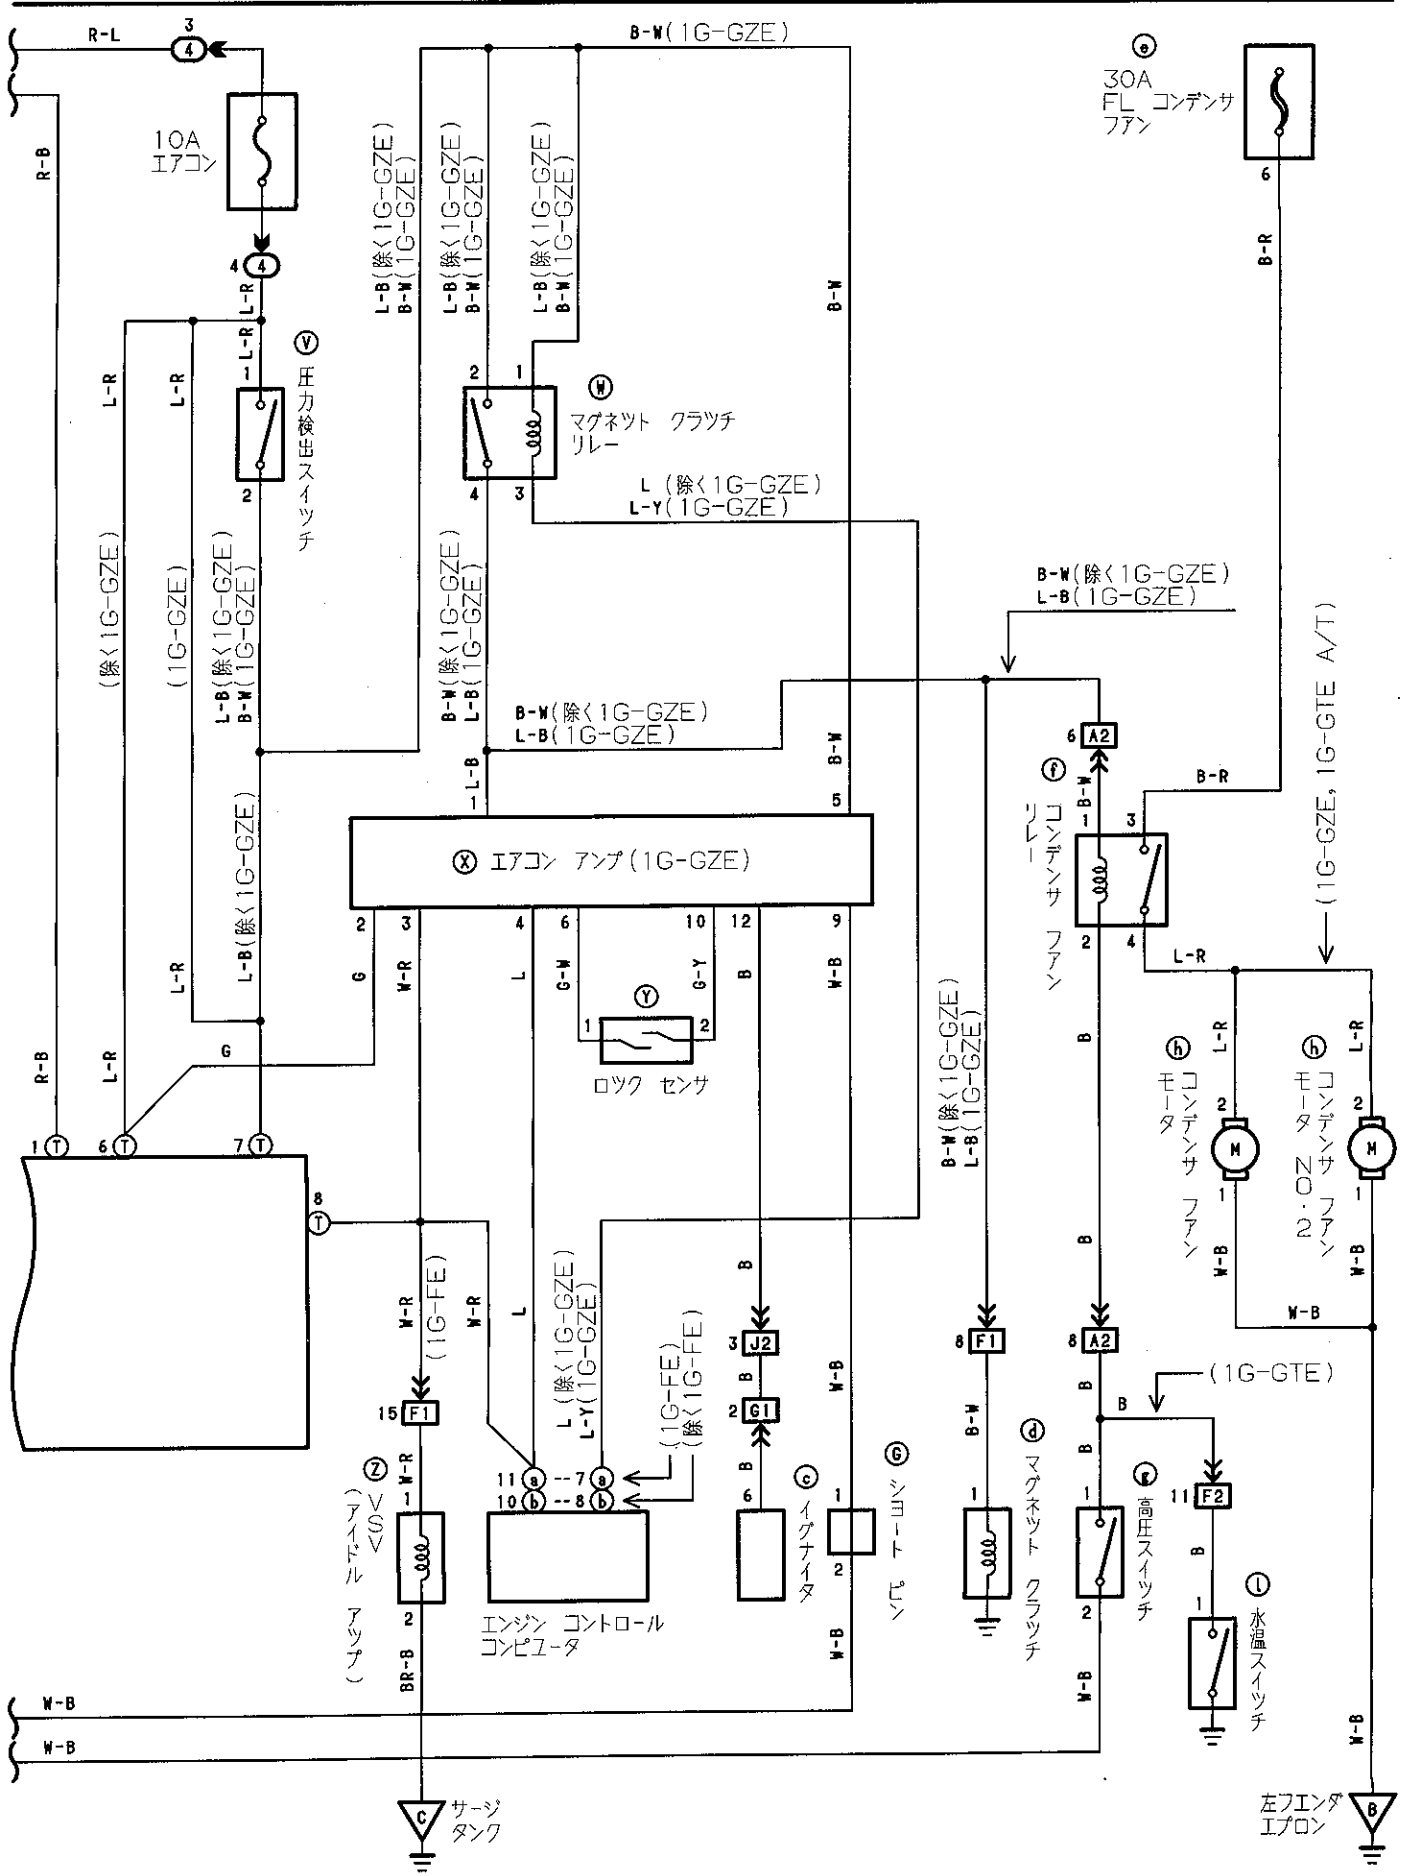 R-L
3
4
10A
エアコン
R-B
4
4
L-R
L-R
L-R
L-R
(除く1G-GZE)
(1G-GZE)
V
圧力検出スイッチ
1
2
L-B(除く1G-GZE)
B-W(1G-GZE)
L-B(除く1G-GZE)
B-W(1G-GZE)
L-B(除く1G-GZE)
B-W(1G-GZE)
L-B(除く1G-GZE)
B-W(1G-GZE)
B-W(1G-GZE)
B-W
W
マグネット クラッチ
リレー
2
1
4
3
L (除く1G-GZE)
L-Y(1G-GZE)
B-W(除く1G-GZE)
L-B(1G-GZE)
B-W(除く1G-GZE)
L-B(1G-GZE)
B-W(除く1G-GZE)
L-B(1G-GZE)
e
30A
FL コンデンサ
ファン
6
B-R
B-R
(1G-GZE, 1G-GTE A/T)
6 A2
f
コンデンサ ファン
リレー
B-W
1
3
2
4
L-R
L-B
1
B-W
5
X エアコン アンプ(1G-GZE)
2
3
4
6
10
12
9
G
W-R
L
G-W
G-Y
B
W-B
Y
1
2
ロック センサ
L-R
L-B(除く1G-GZE)
G
R-B
L-R
1 T
6 T
7 T
8
T
B-W(除く1G-GZE)
L-B(1G-GZE)
B
B
h
コンデンサ ファン
モータ
L-R
2
M
1
W-B
h
コンデンサ ファン
モータ NO.2
L-R
2
M
1
W-B
W-B
W-R
(1G-FE)
W-R
L
L (除く1G-GZE)
L-Y(1G-GZE)
(1G-FE)
(除く1G-FE)
B
3 J2
B
2 G1
B
6
c
イグナイタ
W-B
G
ショート ピン
1
2
W-B
8 F1
B-W
d
マグネット クラッチ
1
8 A2
B
B
B
(1G-GTE)
g
高圧スイッチ
1
2
W-B
11 F2
B
l
水温スイッチ
1
15 F1
W-R
Z
VSV
(アイドル アップ)
1
2
BR-B
11 a -- 7 a
10 b -- 8 b
エンジン コントロール
コンピュータ
W-B
W-B
W-B
C
サージ
タンク
左フエンダ
エプロン
B